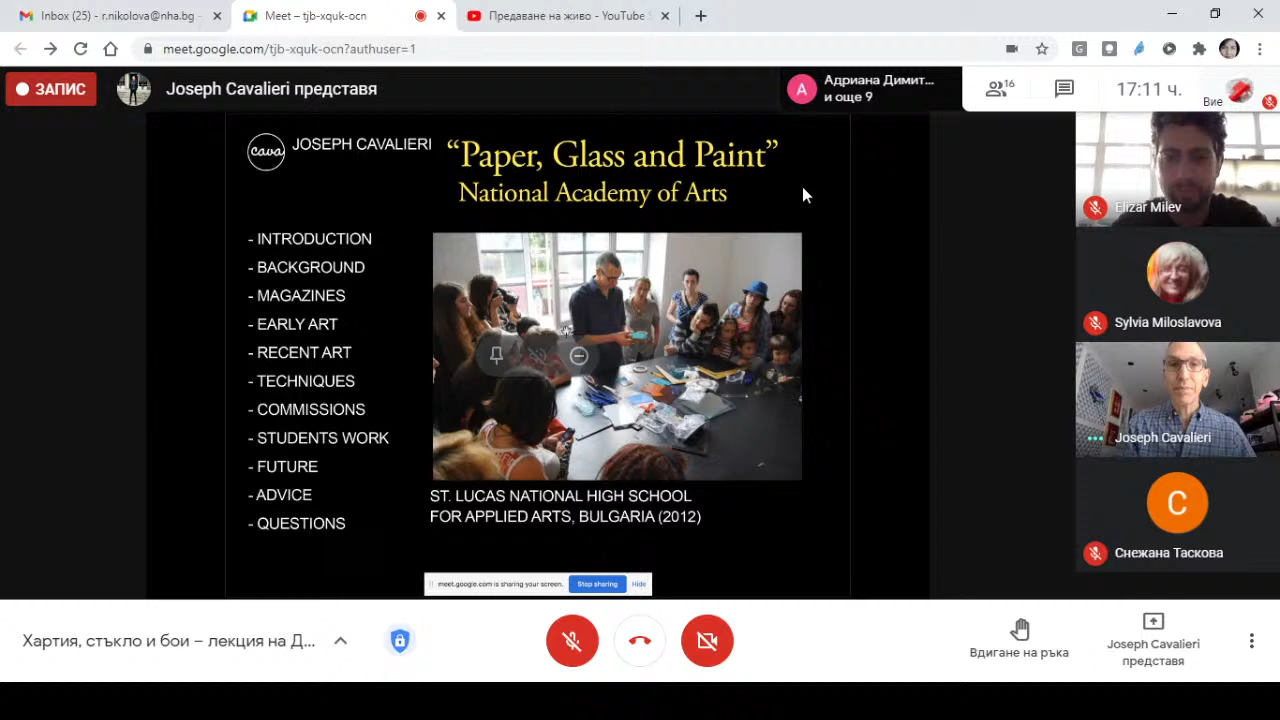 Inbox (25) - r.nikolova@nha.bg -
Meet – tjb-xquk-ocn
Предаване на живо - YouTube S
meet.google.com/tjb-xquk-ocn?authuser=1
ЗАПИС
Joseph Cavalieri представя
A
Адриана Димит...
и още 9
16
17:11 ч.
Вие
cava
JOSEPH CAVALIERI
“Paper, Glass and Paint”
National Academy of Arts
- INTRODUCTION
- BACKGROUND
- MAGAZINES
- EARLY ART
- RECENT ART
- TECHNIQUES
- COMMISSIONS
- STUDENTS WORK
- FUTURE
- ADVICE
- QUESTIONS
ST. LUCAS NATIONAL HIGH SCHOOL
FOR APPLIED ARTS, BULGARIA (2012)
meet.google.com is sharing your screen.
Stop sharing
Hide
Elizar Milev
Sylvia Miloslavova
Joseph Cavalieri
C
Снежана Таскова
Хартия, стъкло и бои – лекция на Д...
Вдигане на ръка
Joseph Cavalieri
представя